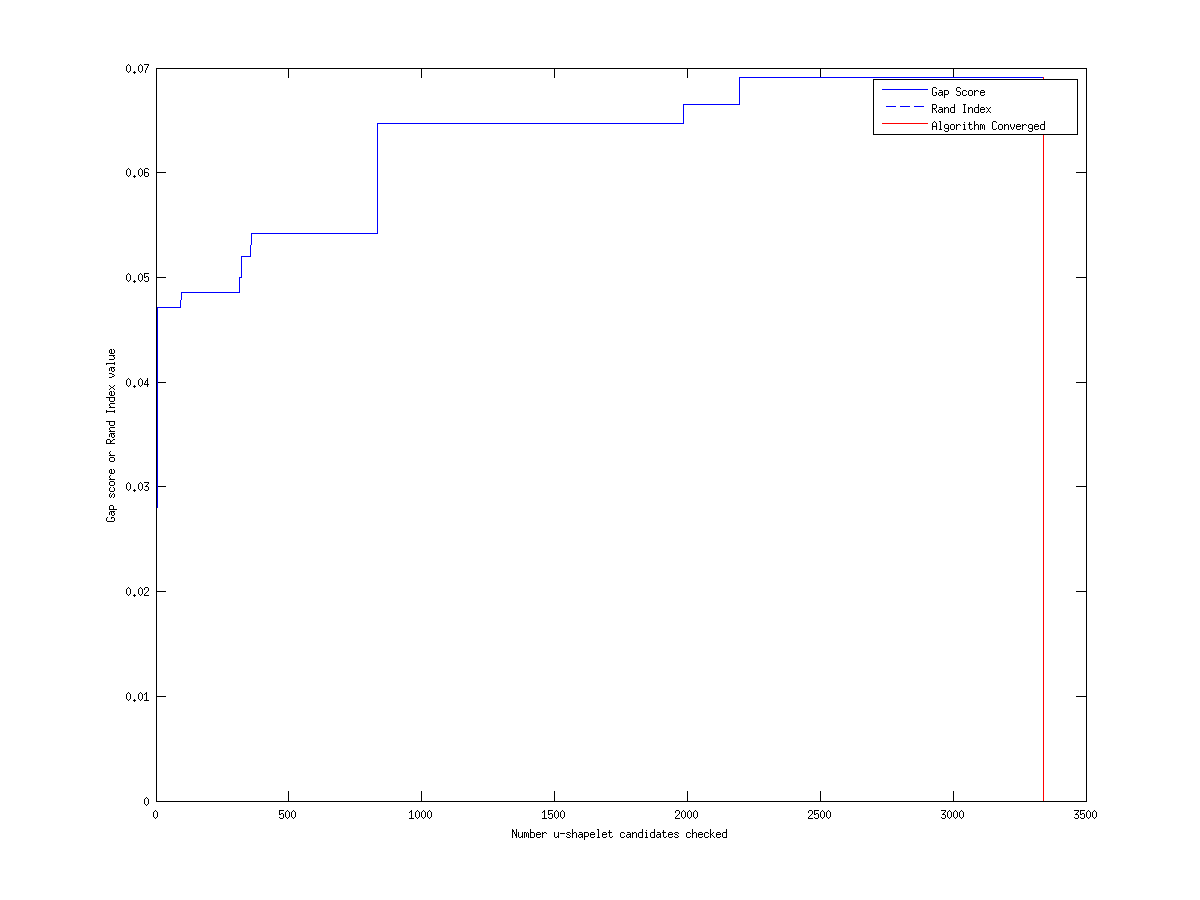 0.07
0.06
0.05
0.04
0.03
0.02
0.01
0
Gap score or Rand Index value
Gap Score
Rand Index
Algorithm Converged
0 500 1000 1500 2000 2500 3000 3500
Number u-shapelet candidates checked